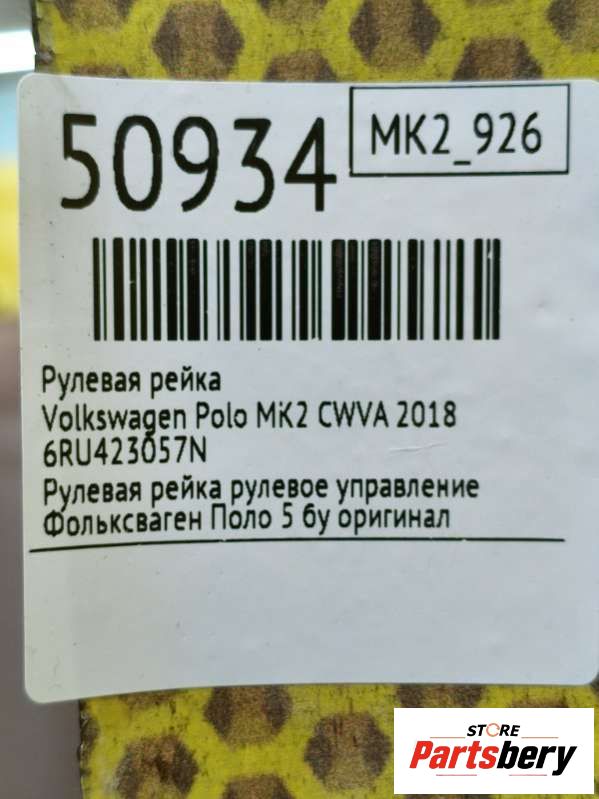 50934
MK2_926
Рулевая рейка
Volkswagen Polo MK2 CWVA 2018
6RU423057N
Рулевая рейка рулевое управление
Фольксваген Поло 5 бу оригинал
STORE
Partsbery